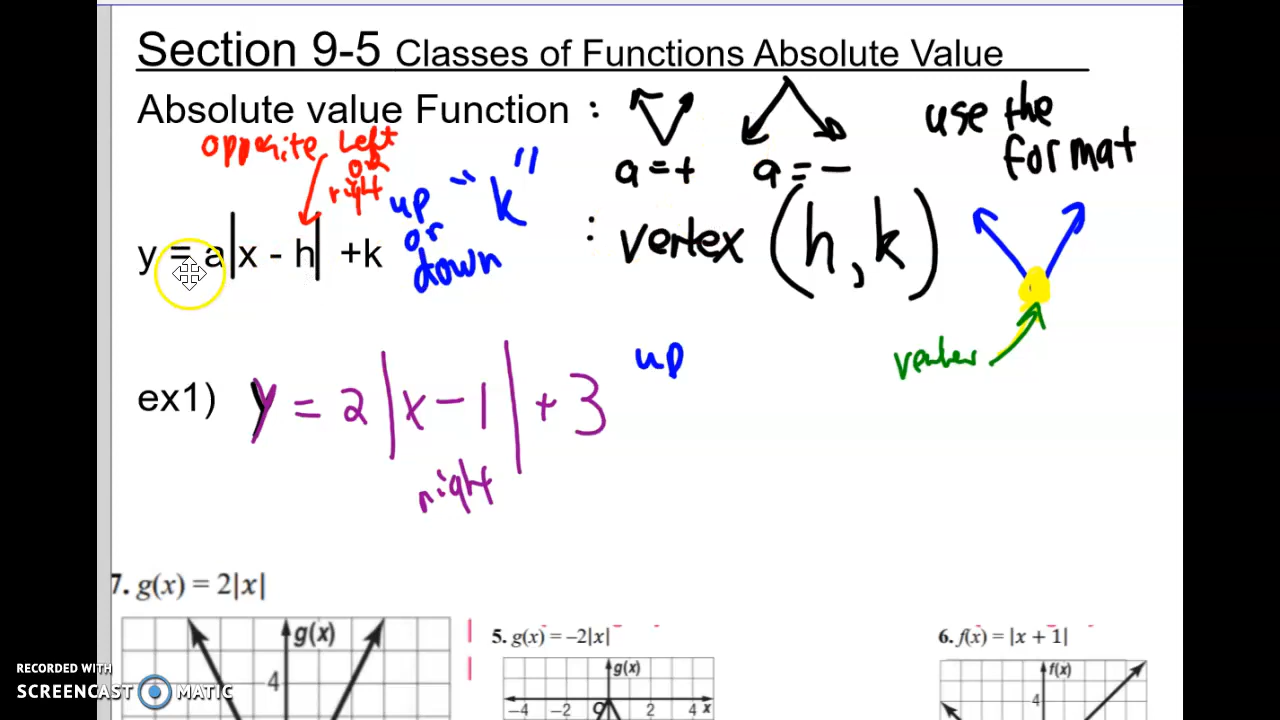 Section 9-5 Classes of Functions Absolute Value
Absolute value Function :
a = +
a = −
use the
format
opposite Left
or
right
up
or
down
"k"
y = a|x - h| +k
: vertex (h, k)
vertex
ex1) y = 2|x − 1| + 3
up
right
7. g(x) = 2|x|
g(x)
4
5. g(x) = –2|x|
g(x)
−4 −2 O 2 4 x
6. f(x) = |x + 1|
f(x)
4
RECORDED WITH
SCREENCAST MATIC